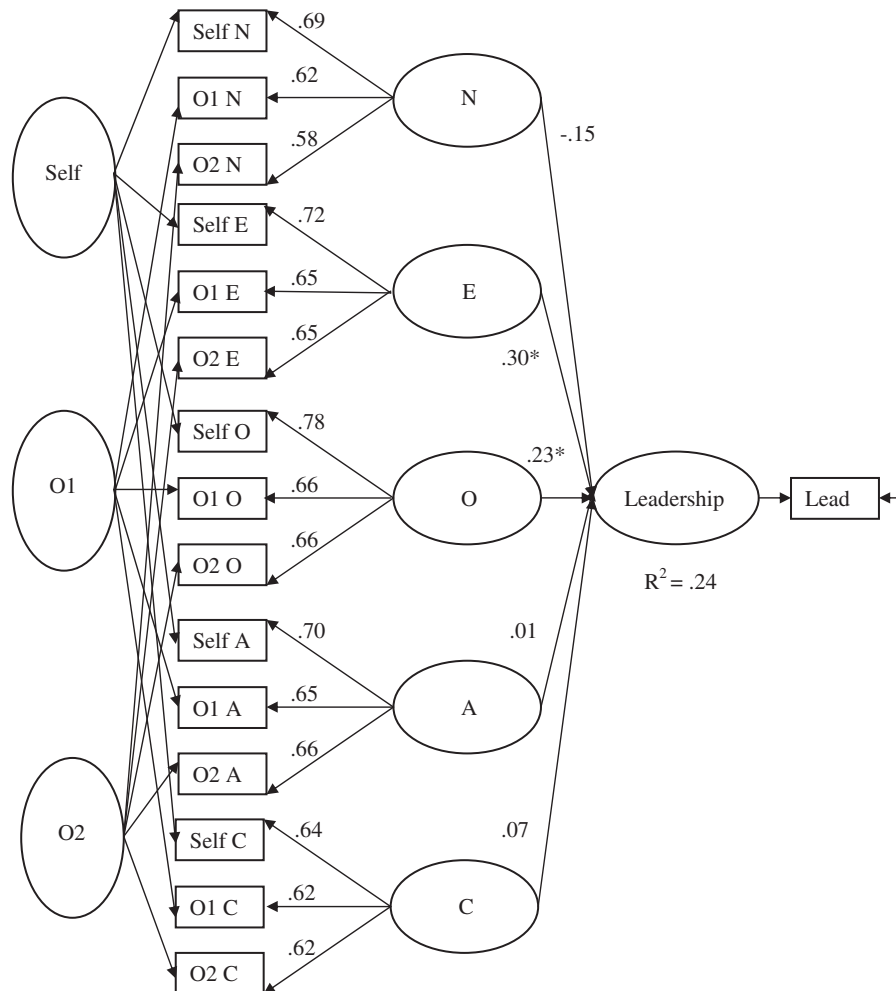 Self N
.69
O1 N
.62
N
O2 N
.58
-.15
Self
Self E
.72
O1 E
.65
E
O2 E
.65
.30*
Self O
.78
.23*
O1
O1 O
.66
O
Leadership
Lead
O2 O
.66
R² = .24
Self A
.70
.01
O1 A
.65
A
O2 A
.66
O2
Self C
.64
.07
O1 C
.62
C
O2 C
.62